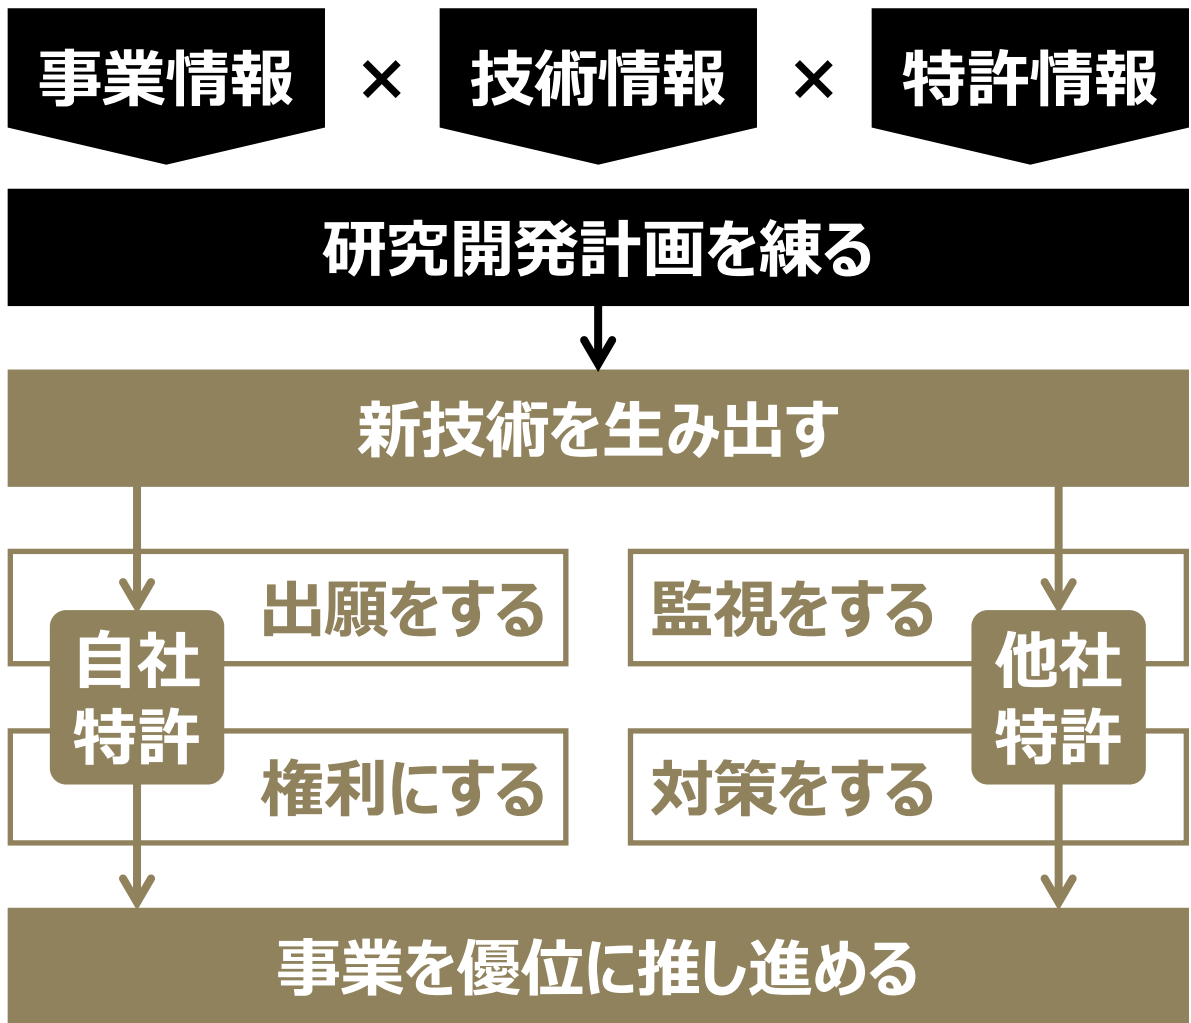 事業情報 × 技術情報 × 特許情報
研究開発計画を練る
新技術を生み出す
出願をする
自社
特許
権利にする
監視をする
他社
特許
対策をする
事業を優位に推し進める